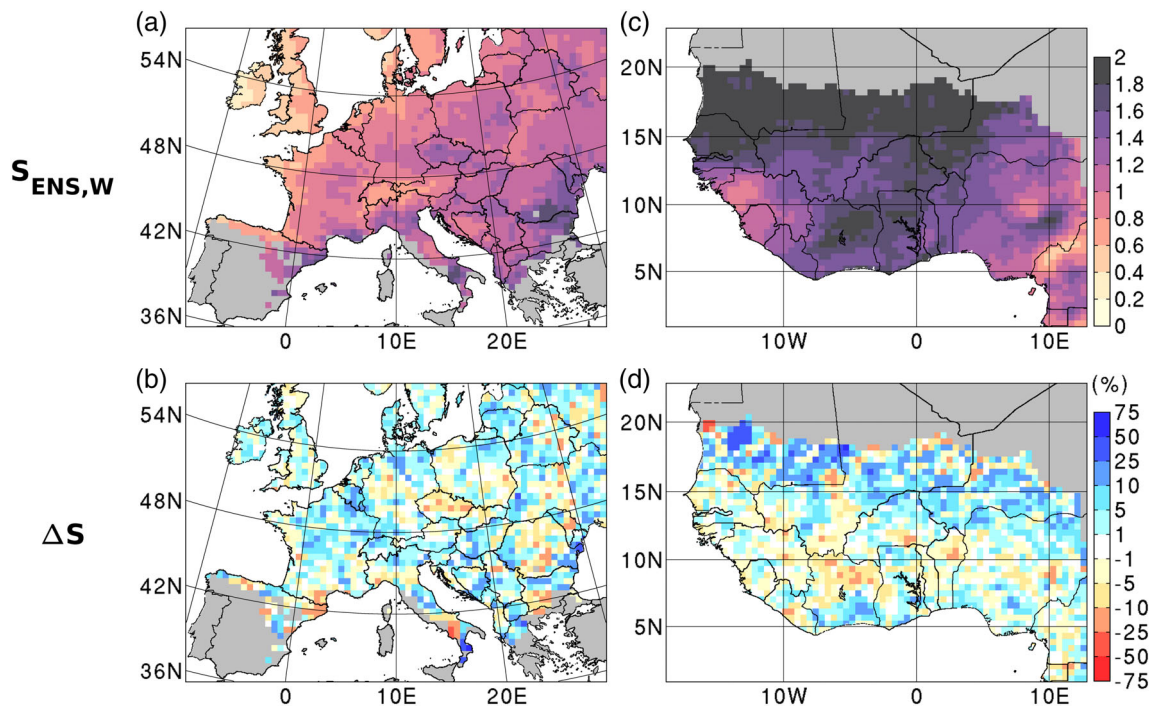 (a)
(c)
S_ENS,W
54N
48N
42N
36N
0
10E
20E
20N
15N
10N
5N
10W
0
10E
2
1.8
1.6
1.4
1.2
1
0.8
0.6
0.4
0.2
0
(b)
(d)
(%)
ΔS
54N
48N
42N
36N
0
10E
20E
20N
15N
10N
5N
10W
0
10E
75
50
25
10
5
1
-1
-5
-10
-25
-50
-75